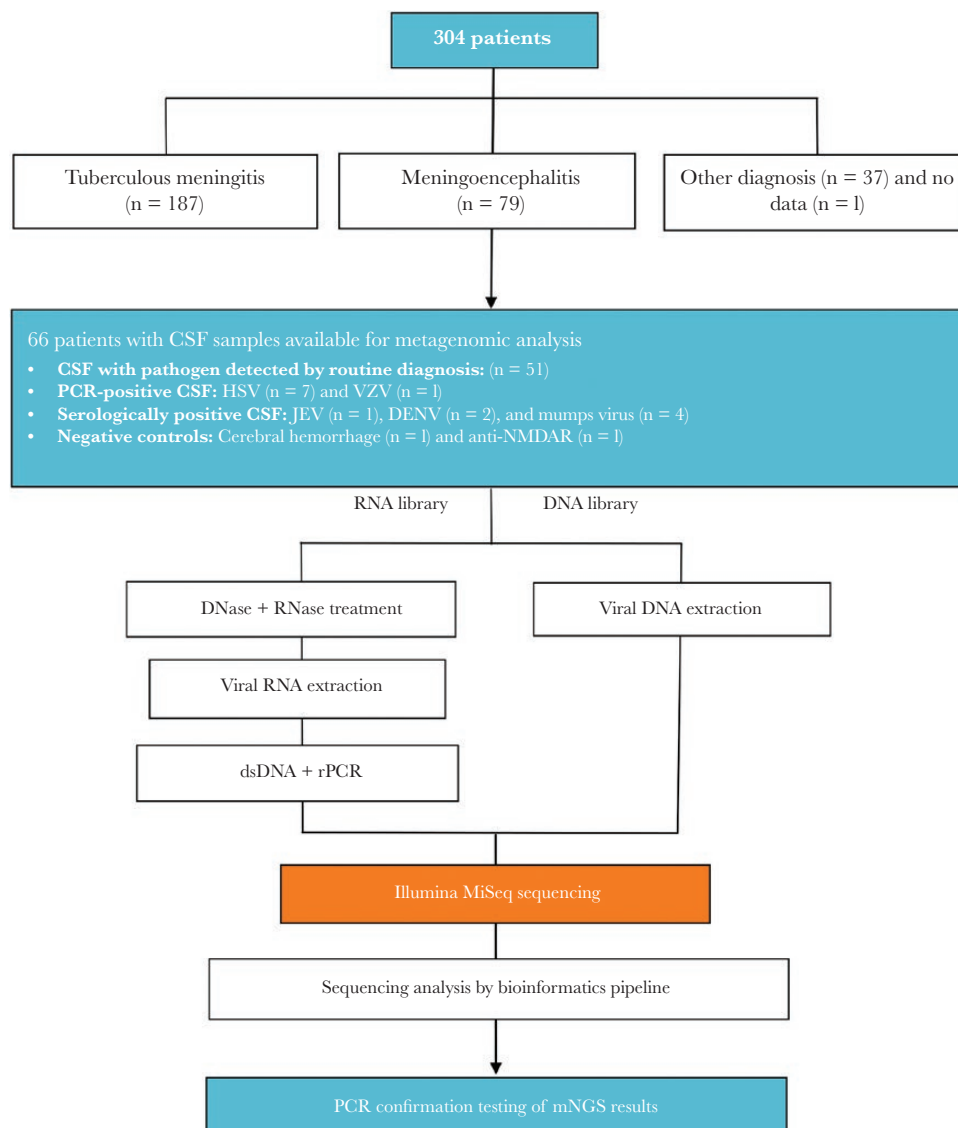 304 patients
Tuberculous meningitis
(n = 187)
Meningoencephalitis
(n = 79)
Other diagnosis (n = 37) and no
data (n = l)
66 patients with CSF samples available for metagenomic analysis
• CSF with pathogen detected by routine diagnosis: (n = 51)
• PCR-positive CSF: HSV (n = 7) and VZV (n = l)
• Serologically positive CSF: JEV (n = 1), DENV (n = 2), and mumps virus (n = 4)
• Negative controls: Cerebral hemorrhage (n = l) and anti-NMDAR (n = l)
RNA library
DNA library
DNase + RNase treatment
Viral DNA extraction
Viral RNA extraction
dsDNA + rPCR
Illumina MiSeq sequencing
Sequencing analysis by bioinformatics pipeline
PCR confirmation testing of mNGS results